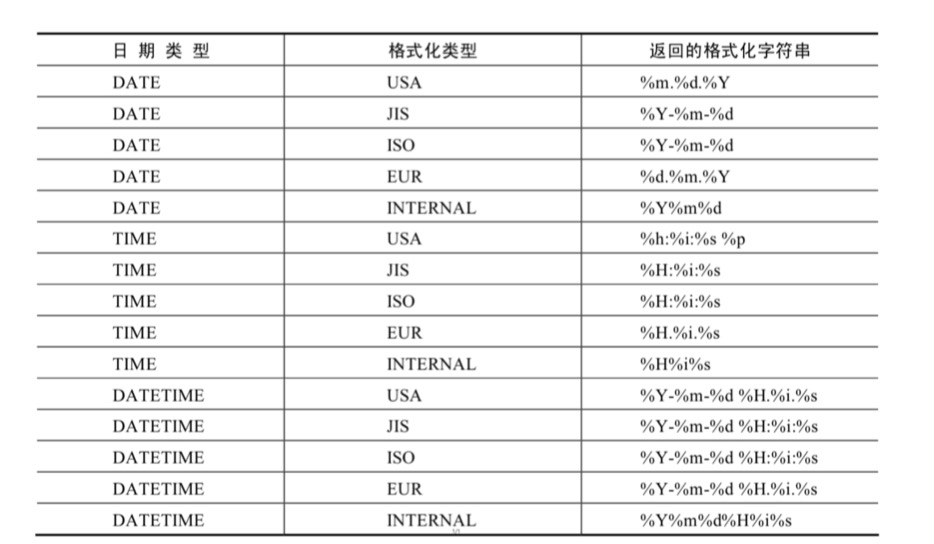 日 期 类 型 格式化类型 返回的格式化字符串
DATE USA %m.%d.%Y
DATE JIS %Y-%m-%d
DATE ISO %Y-%m-%d
DATE EUR %d.%m.%Y
DATE INTERNAL %Y%m%d
TIME USA %h:%i:%s %p
TIME JIS %H:%i:%s
TIME ISO %H:%i:%s
TIME EUR %H.%i.%s
TIME INTERNAL %H%i%s
DATETIME USA %Y-%m-%d %H.%i.%s
DATETIME JIS %Y-%m-%d %H:%i:%s
DATETIME ISO %Y-%m-%d %H:%i:%s
DATETIME EUR %Y-%m-%d %H.%i.%s
DATETIME INTERNAL %Y%m%d%H%i%s